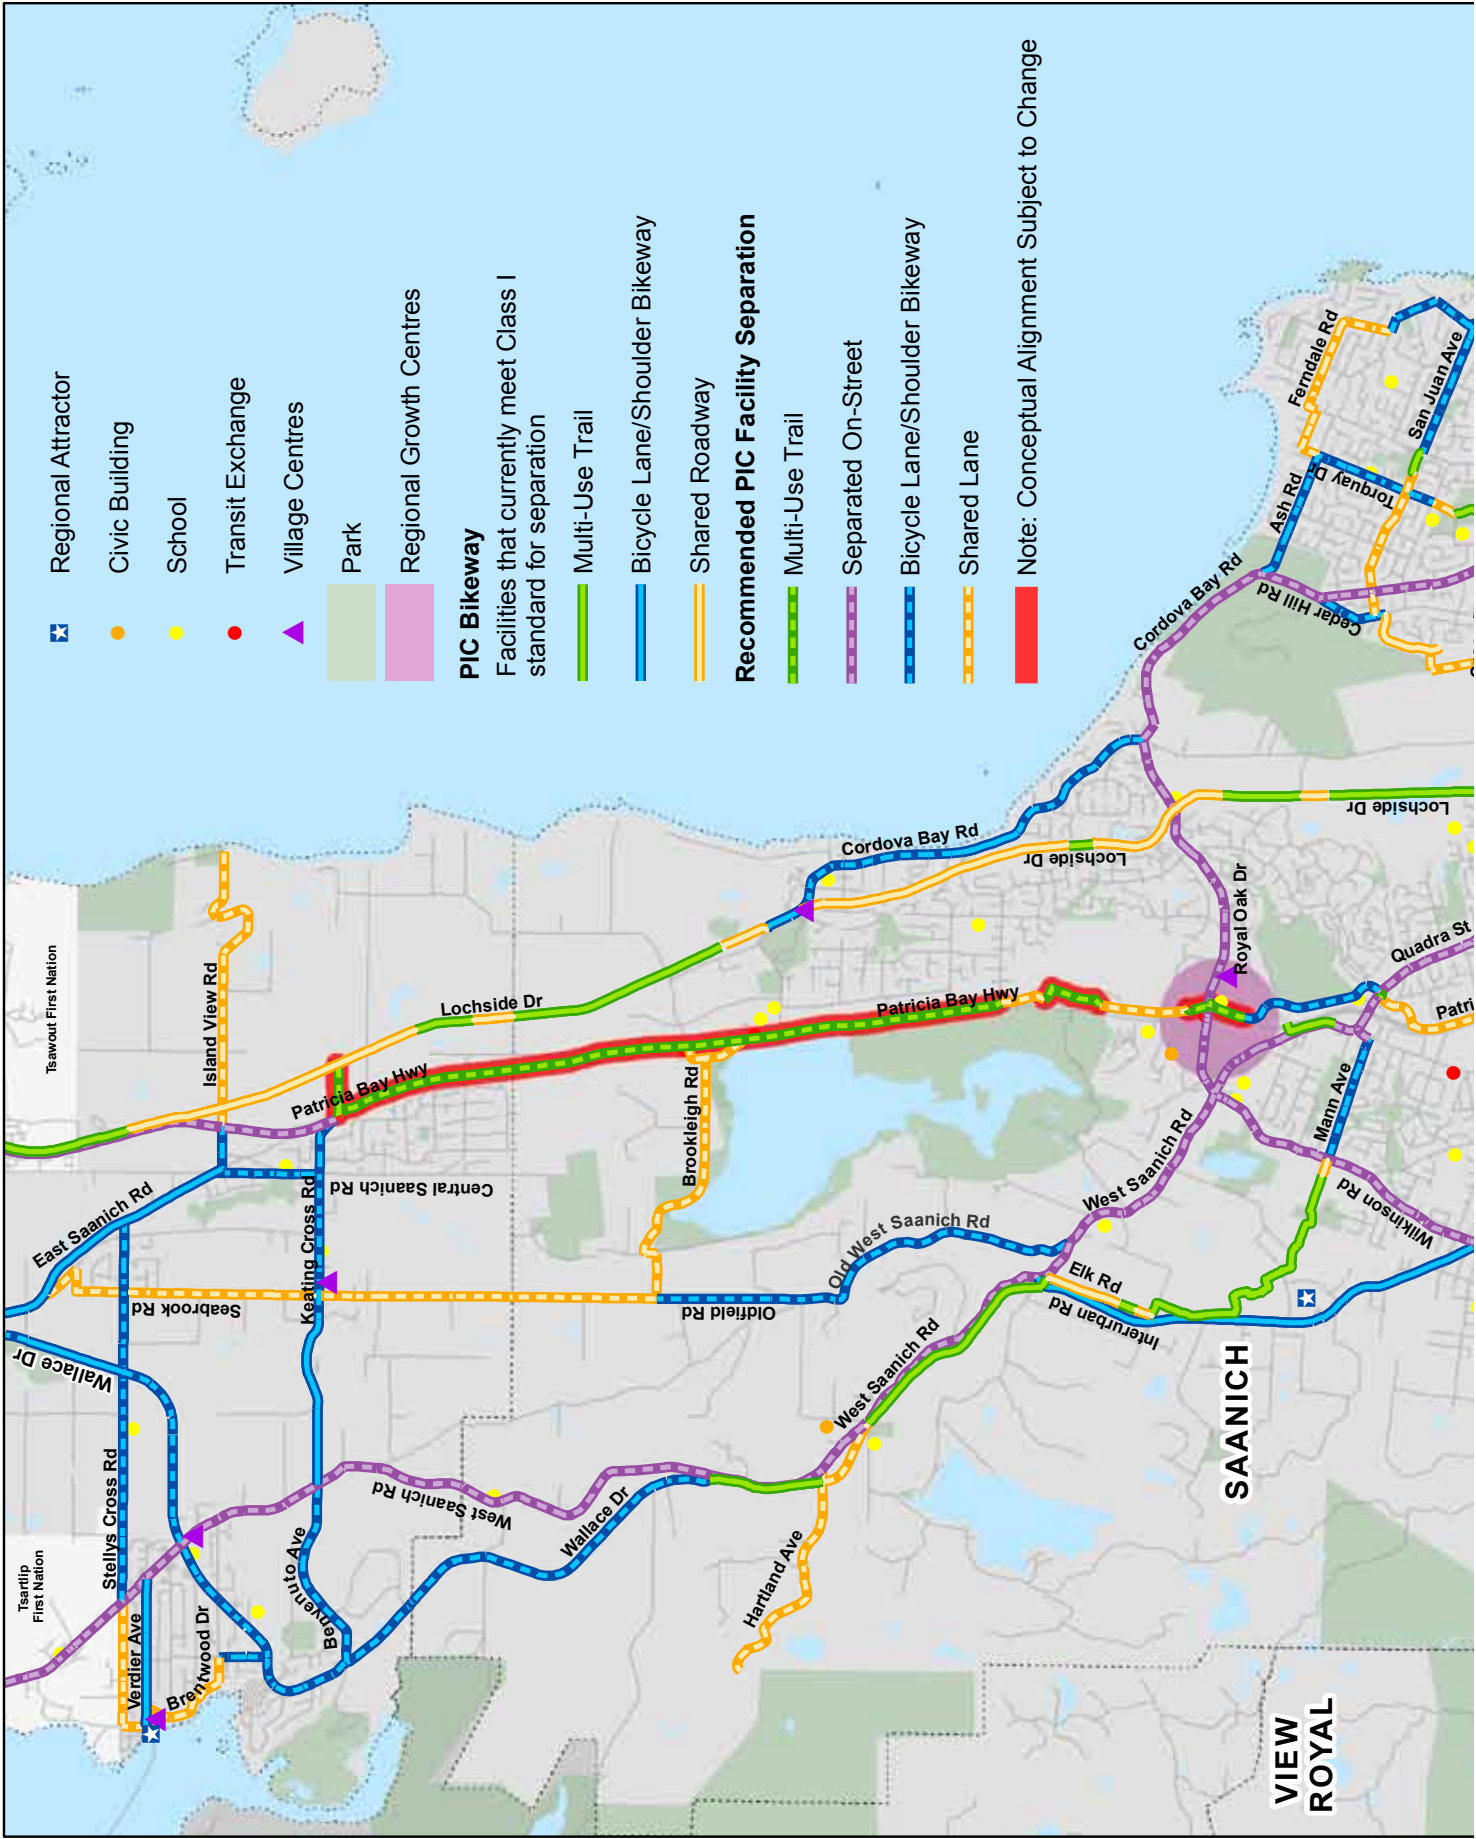 Regional Attractor
Civic Building
School
Transit Exchange
Village Centres
Park
Regional Growth Centres
PIC Bikeway
Facilities that currently meet Class I
standard for separation
Multi-Use Trail
Bicycle Lane/Shoulder Bikeway
Shared Roadway
Recommended PIC Facility Separation
Multi-Use Trail
Separated On-Street
Bicycle Lane/Shoulder Bikeway
Shared Lane
Note: Conceptual Alignment Subject to Change
Tsawout First Nation
Island View Rd
Lochside Dr
Patricia Bay Hwy
East Saanich Rd
Central Saanich Rd
Keating Cross Rd
Seabrook Rd
Wallace Dr
Stellys Cross Rd
Tsartlip
First Nation
Verdier Ave
Brentwood Dr
Benvenuto Ave
West Saanich Rd
Wallace Dr
Hartland Ave
West Saanich Rd
Oldfield Rd
Brookleigh Rd
Old West Saanich Rd
Patricia Bay Hwy
Cordova Bay Rd
Lochside Dr
Elk Rd
Interurban Rd
West Saanich Rd
Royal Oak Dr
Wilkinson Rd
Mann Ave
Quadra St
Patri
Lochside Dr
Cordova Bay Rd
Cedar Hill Rd
Ash Rd
Torquay Dr
Ferndale Rd
San Juan Ave
SAANICH
VIEW
ROYAL